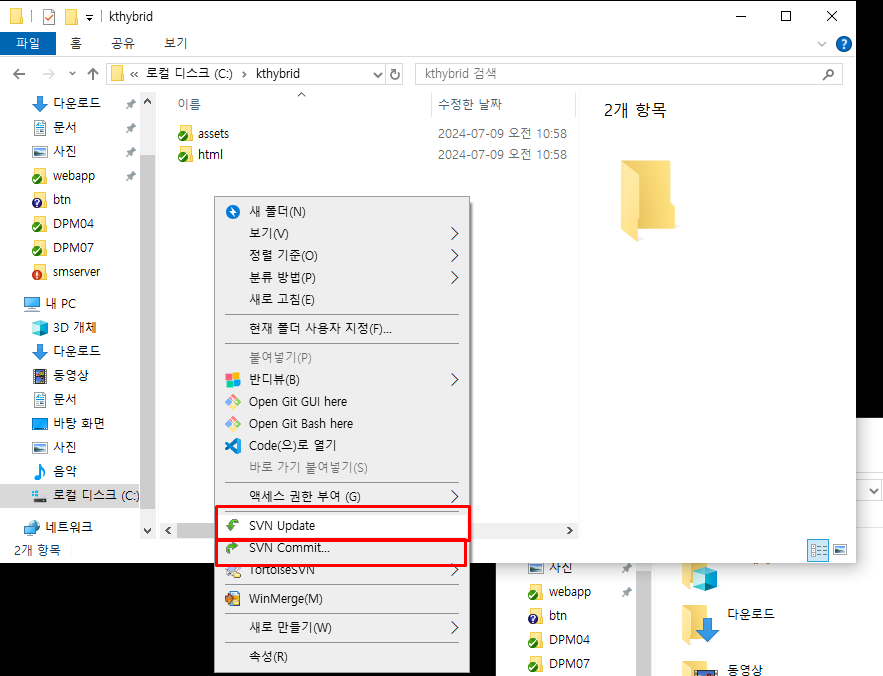 kthybrid
파일 홈 공유 보기
« 로컬 디스크 (C:) › kthybrid
kthybrid 검색
다운로드
문서
사진
webapp
btn
DPM04
DPM07
smserver
내 PC
3D 개체
다운로드
동영상
문서
바탕 화면
사진
음악
로컬 디스크 (C:)
네트워크
2개 항목
이름 수정한 날짜
assets 2024-07-09 오전 10:58
html 2024-07-09 오전 10:58
2개 항목
새 폴더(N)
보기(V)
정렬 기준(O)
분류 방법(P)
새로 고침(E)
현재 폴더 사용자 지정(F)...
붙여넣기(P)
반디뷰(B)
Open Git GUI here
Open Git Bash here
Code(으)로 열기
바로 가기 붙여넣기(S)
액세스 권한 부여 (G)
SVN Update
SVN Commit...
TortoiseSVN
WinMerge(M)
새로 만들기(W)
속성(R)
사진
webapp
btn
DPM04
DPM07
다운로드
동영상